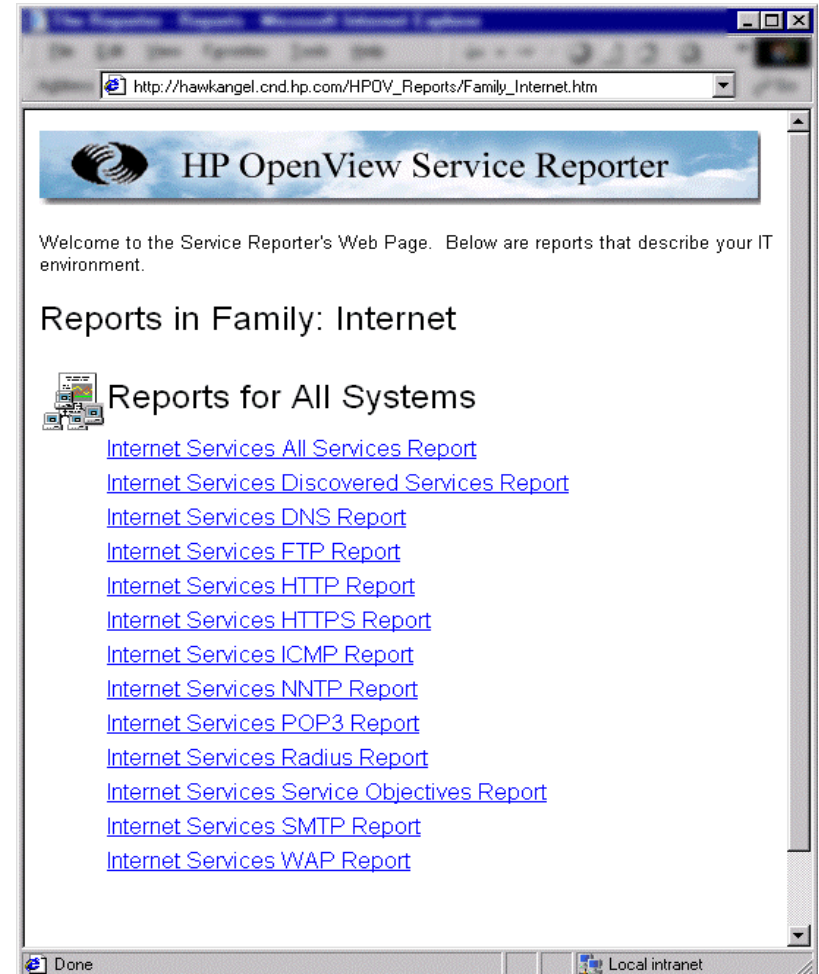 http://hawkangel.cnd.hp.com/HPOV_Reports/Family_Internet.htm
HP OpenView Service Reporter
Welcome to the Service Reporter's Web Page.  Below are reports that describe your IT
environment.
Reports in Family: Internet
Reports for All Systems
Internet Services All Services Report
Internet Services Discovered Services Report
Internet Services DNS Report
Internet Services FTP Report
Internet Services HTTP Report
Internet Services HTTPS Report
Internet Services ICMP Report
Internet Services NNTP Report
Internet Services POP3 Report
Internet Services Radius Report
Internet Services Service Objectives Report
Internet Services SMTP Report
Internet Services WAP Report
Done
Local intranet